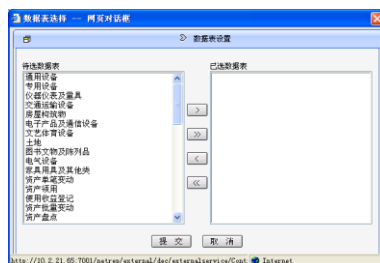 数据表选择 -- 网页对话框
数据表设置
待选数据表
已选数据表
通用设备
专用设备
仪器仪表及量具
交通运输设备
房屋构筑物
电子产品及通信设备
文艺体育设备
土地
图书文物及陈列品
电气设备
家具用具及其他类
资产单笔变动
资产领用
使用收益登记
资产批量变动
资产盘点
>
>>
<
<<
提 交
取 消
http://10.2.21.65:7001/netres/external/dec/externalservice/Cont
Internet